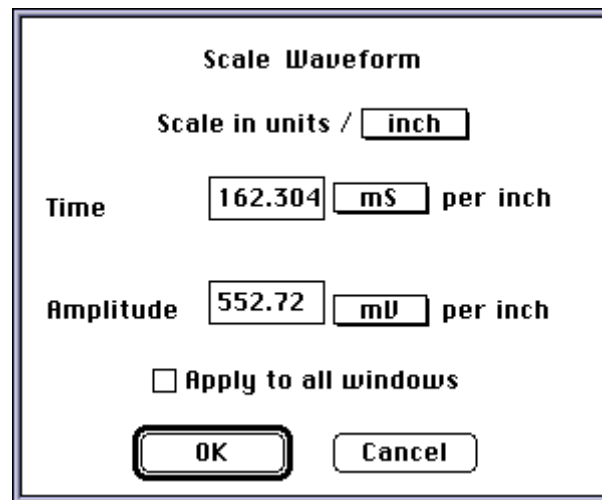 Scale Waveform
Scale in units / inch
Time 162.304 mS per inch
Amplitude 552.72 mV per inch
Apply to all windows
OK Cancel